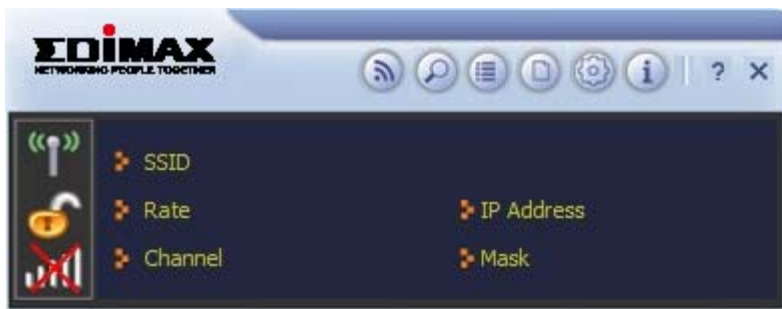 EDIMAX
NETWORKING PEOPLE TOGETHER
i ? ×
SSID
Rate
IP Address
Channel
Mask